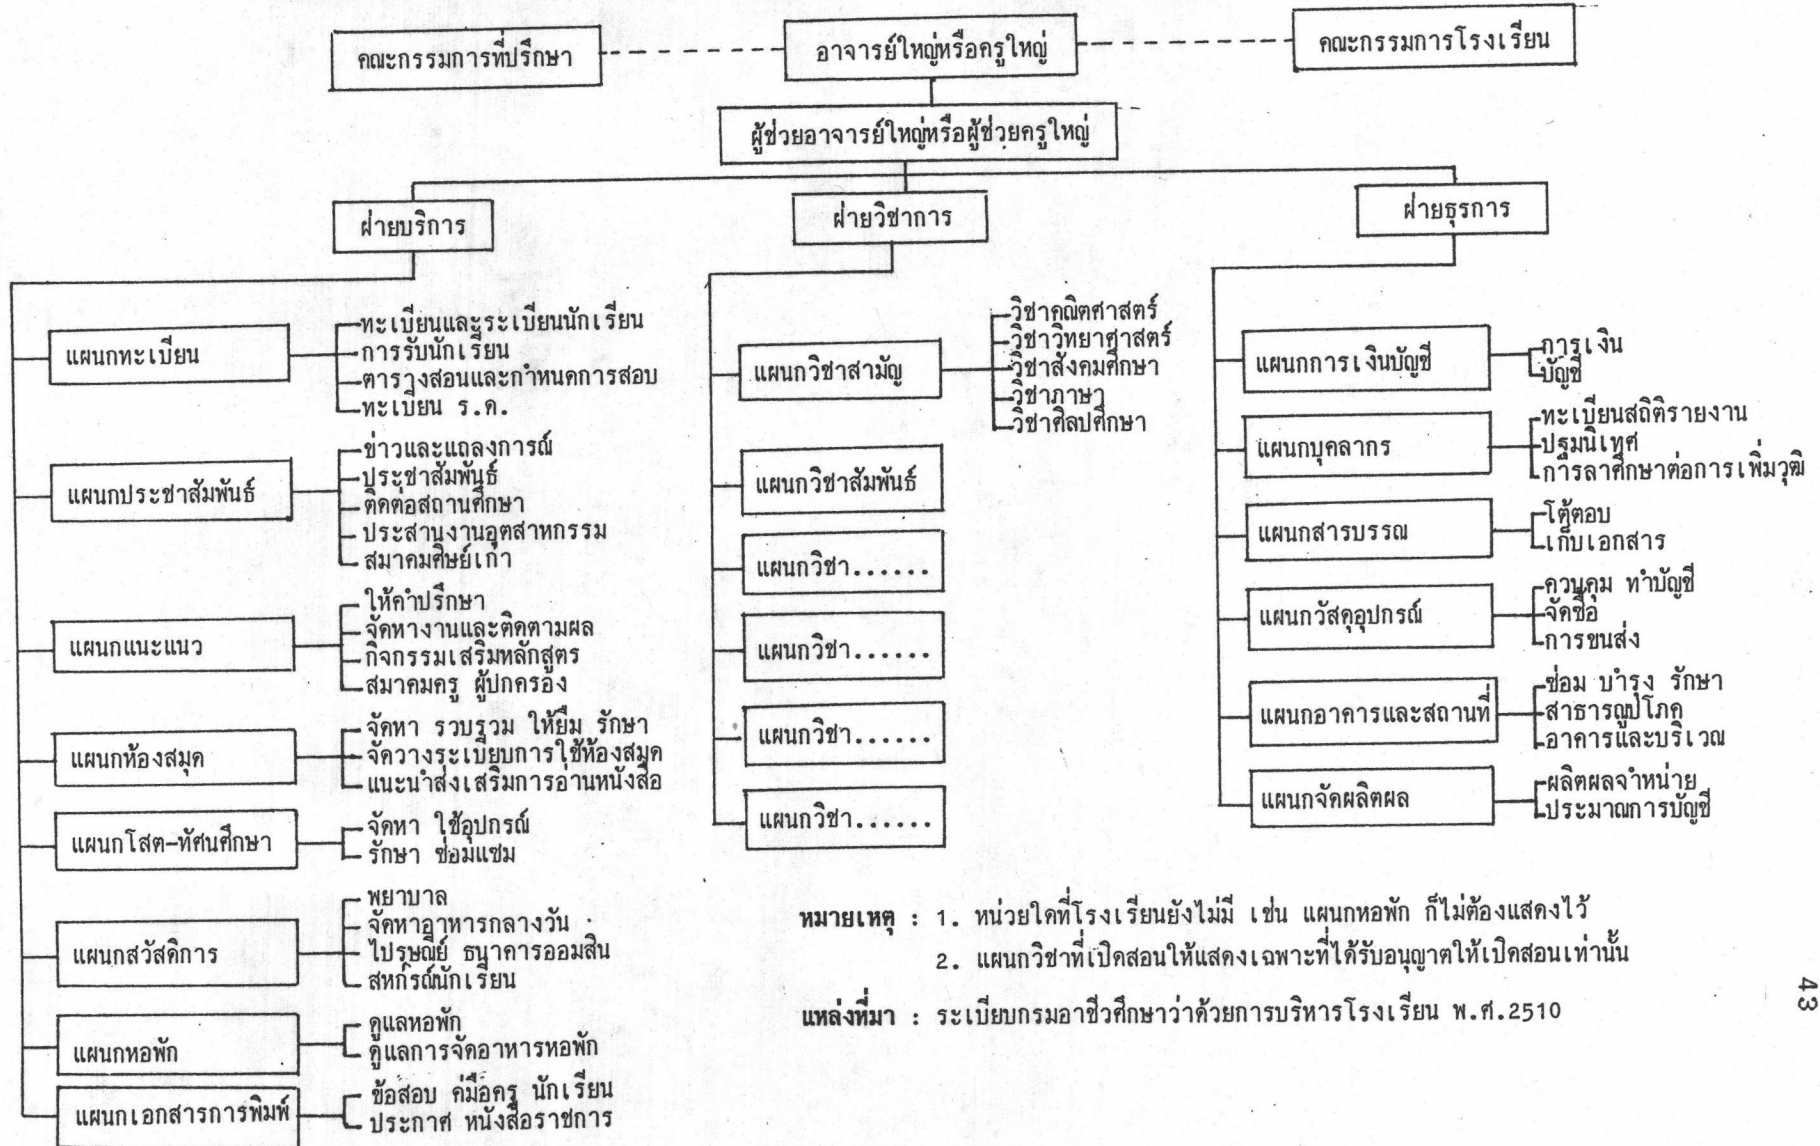 คณะกรรมการที่ปรึกษา
อาจารย์ใหญ่หรือครูใหญ่
คณะกรรมการโรงเรียน
ผู้ช่วยอาจารย์ใหญ่หรือผู้ช่วยครูใหญ่
ฝ่ายบริการ
ฝ่ายวิชาการ
ฝ่ายธุรการ
แผนกทะเบียน
ทะเบียนและระเบียนนักเรียน
การรับนักเรียน
ตารางสอนและกำหนดการสอบ
ทะเบียน ร.ด.
แผนกประชาสัมพันธ์
ข่าวและแถลงการณ์
ประชาสัมพันธ์
ติดต่อสถานศึกษา
ประสานงานอุตสาหกรรม
สมาคมศิษย์เก่า
แผนกแนะแนว
ให้คำปรึกษา
จัดหางานและติดตามผล
กิจกรรมเสริมหลักสูตร
สมาคมครู ผู้ปกครอง
แผนกห้องสมุด
จัดหา รวบรวม ให้ยืม รักษา
จัดวางระเบียบการใช้ห้องสมุด
แนะนำส่งเสริมการอ่านหนังสือ
แผนกโสต-ทัศนศึกษา
จัดหา ใช้อุปกรณ์
รักษา ซ่อมแซม
แผนกสวัสดิการ
พยาบาล
จัดหาอาหารกลางวัน
ไปรษณีย์ ธนาคารออมสิน
สหกรณ์นักเรียน
แผนกหอพัก
ดูแลหอพัก
ดูแลการจัดอาหารหอพัก
แผนกเอกสารการพิมพ์
ข้อสอบ คู่มือครู นักเรียน
ประกาศ หนังสือราชการ
แผนกวิชาสามัญ
วิชาคณิตศาสตร์
วิชาวิทยาศาสตร์
วิชาสังคมศึกษา
วิชาภาษา
วิชาศิลปศึกษา
แผนกวิชาสัมพันธ์
แผนกวิชา......
แผนกวิชา......
แผนกวิชา......
แผนกวิชา......
แผนกการเงินบัญชี
การเงิน
บัญชี
แผนกบุคลากร
ทะเบียนสถิติรายงาน
ปฐมนิเทศ
การลาศึกษาต่อการเพิ่มวุฒิ
แผนกสารบรรณ
โต้ตอบ
เก็บเอกสาร
แผนกวัสดุอุปกรณ์
ควบคุม ทำบัญชี
จัดซื้อ
การขนส่ง
แผนกอาคารและสถานที่
ซ่อม บำรุง รักษา
สาธารณูปโภค
อาคารและบริเวณ
แผนกจัดผลิตผล
ผลิตผลจำหน่าย
ประมาณการบัญชี
หมายเหตุ : 1. หน่วยใดที่โรงเรียนยังไม่มี เช่น แผนกหอพัก ก็ไม่ต้องแสดงไว้
2. แผนกวิชาที่เปิดสอนให้แสดงเฉพาะที่ได้รับอนุญาตให้เปิดสอนเท่านั้น
แหล่งที่มา : ระเบียบกรมอาชีวศึกษาว่าด้วยการบริหารโรงเรียน พ.ศ.2510
43